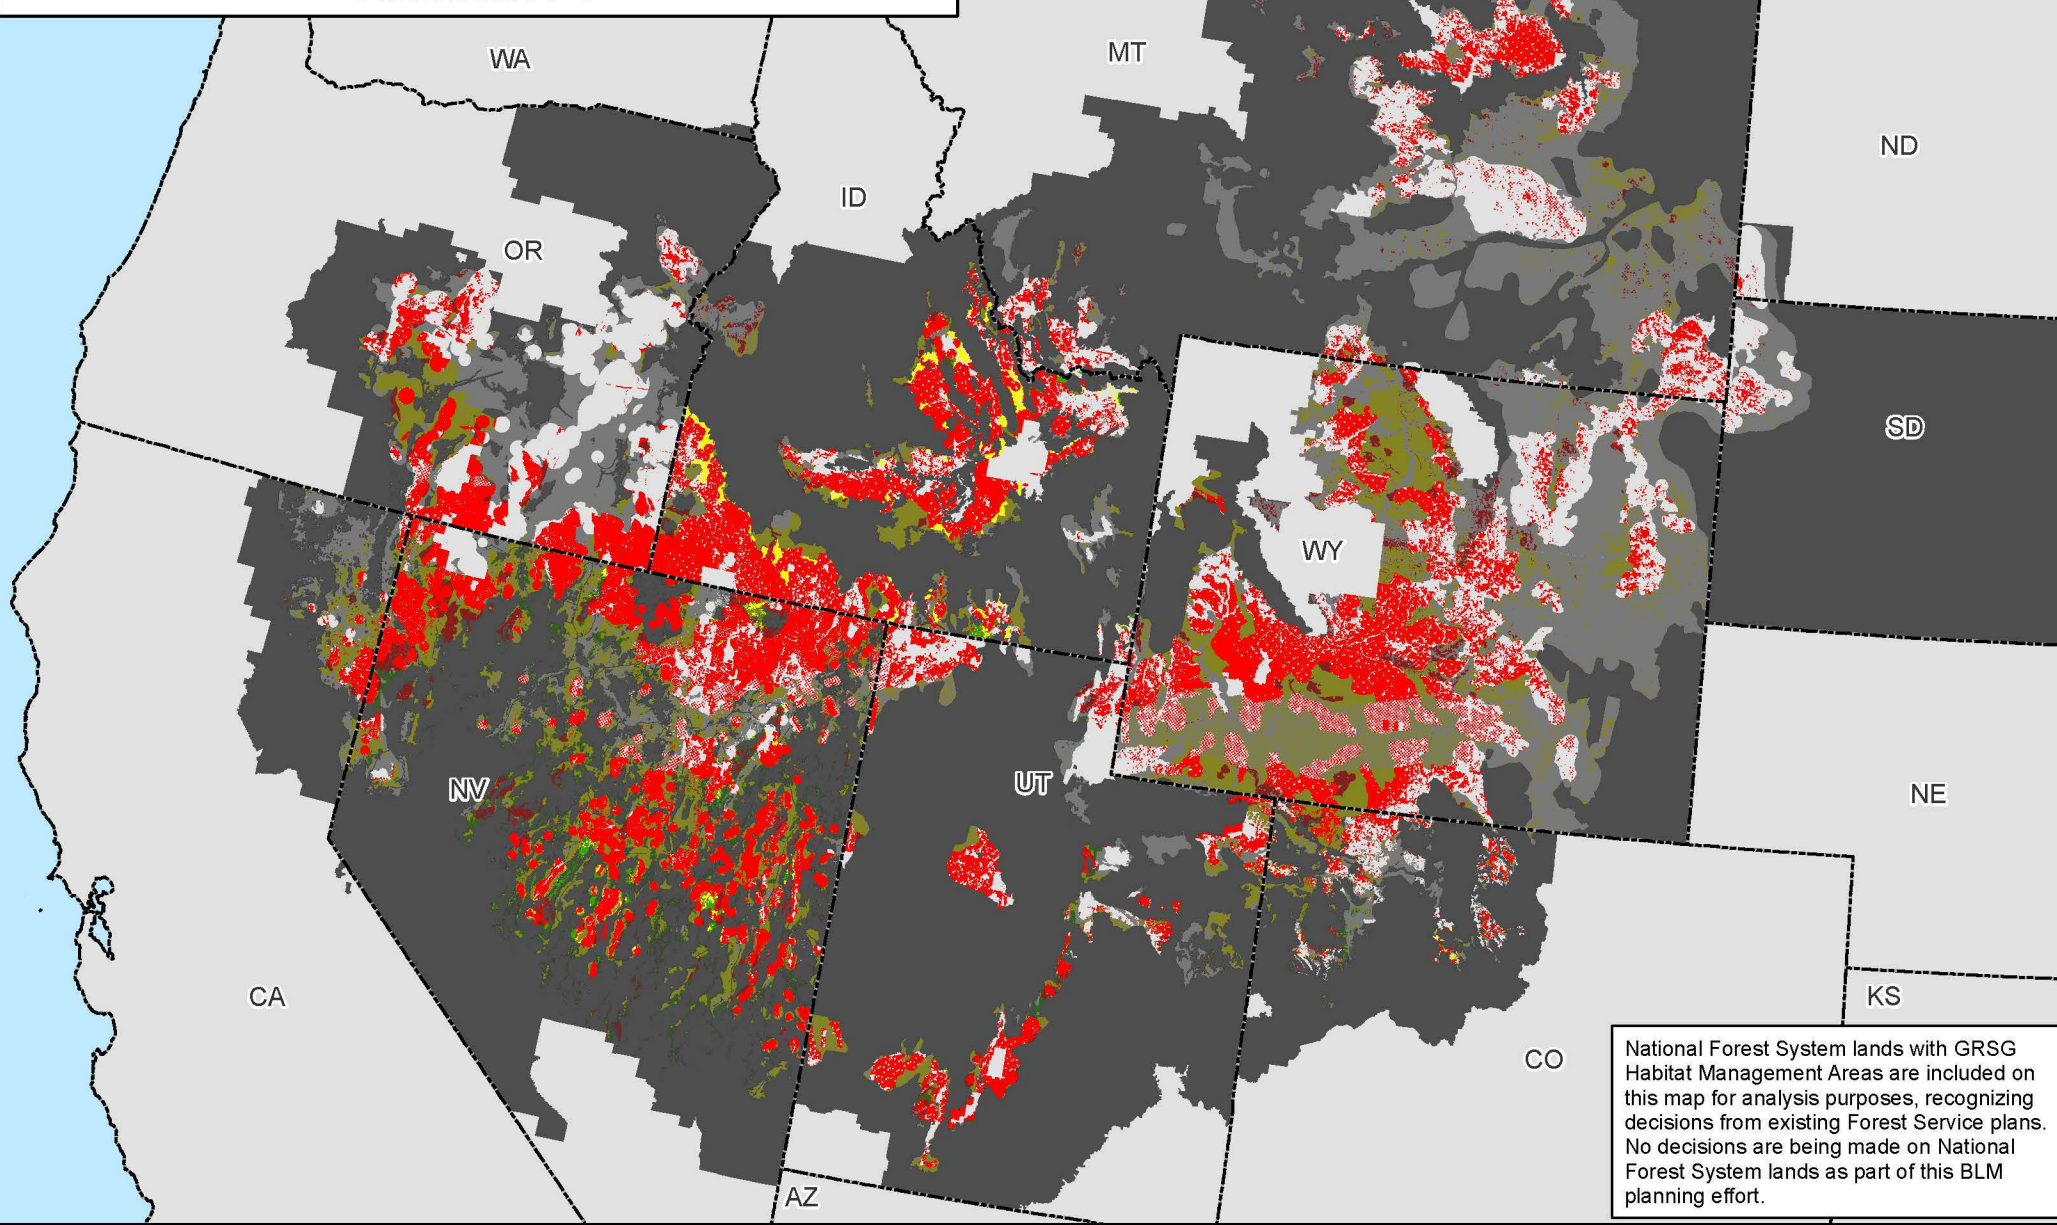 WA
MT
ND
ID
OR
SD
WY
NV
UT
NE
CA
KS
CO
AZ
National Forest System lands with GRSG
Habitat Management Areas are included on
this map for analysis purposes, recognizing
decisions from existing Forest Service plans.
No decisions are being made on National
Forest System lands as part of this BLM
planning effort.